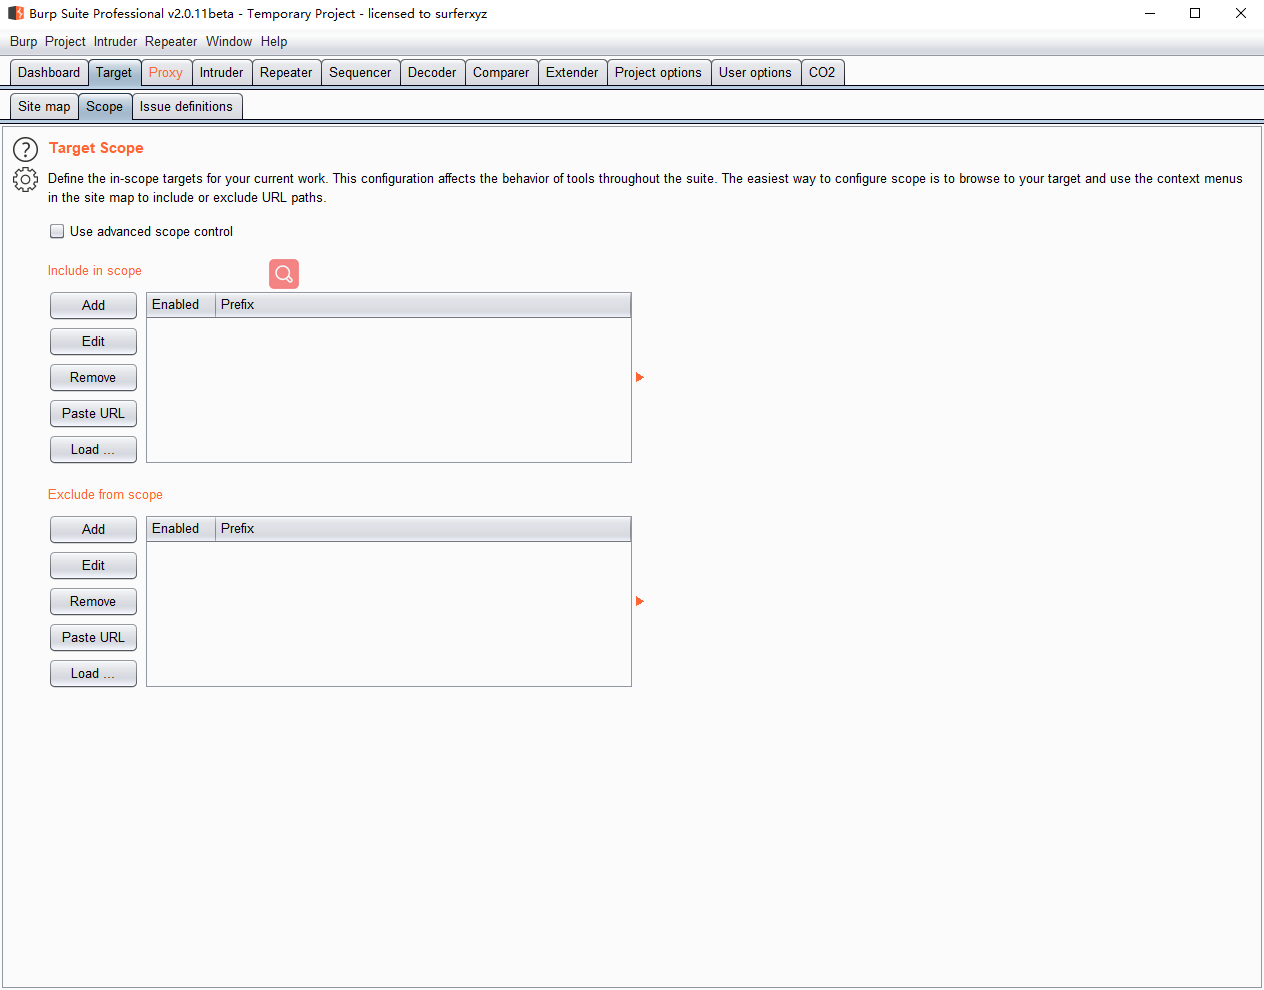 Burp Suite Professional v2.0.11beta - Temporary Project - licensed to surferxyz
Burp Project Intruder Repeater Window Help
Dashboard Target Proxy Intruder Repeater Sequencer Decoder Comparer Extender Project options User options CO2
Site map Scope Issue definitions
? Target Scope
Define the in-scope targets for your current work. This configuration affects the behavior of tools throughout the suite. The easiest way to configure scope is to browse to your target and use the context menus
in the site map to include or exclude URL paths.
Use advanced scope control
Include in scope
Add
Enabled Prefix
Edit
Remove
Paste URL
Load ...
Exclude from scope
Add
Enabled Prefix
Edit
Remove
Paste URL
Load ...